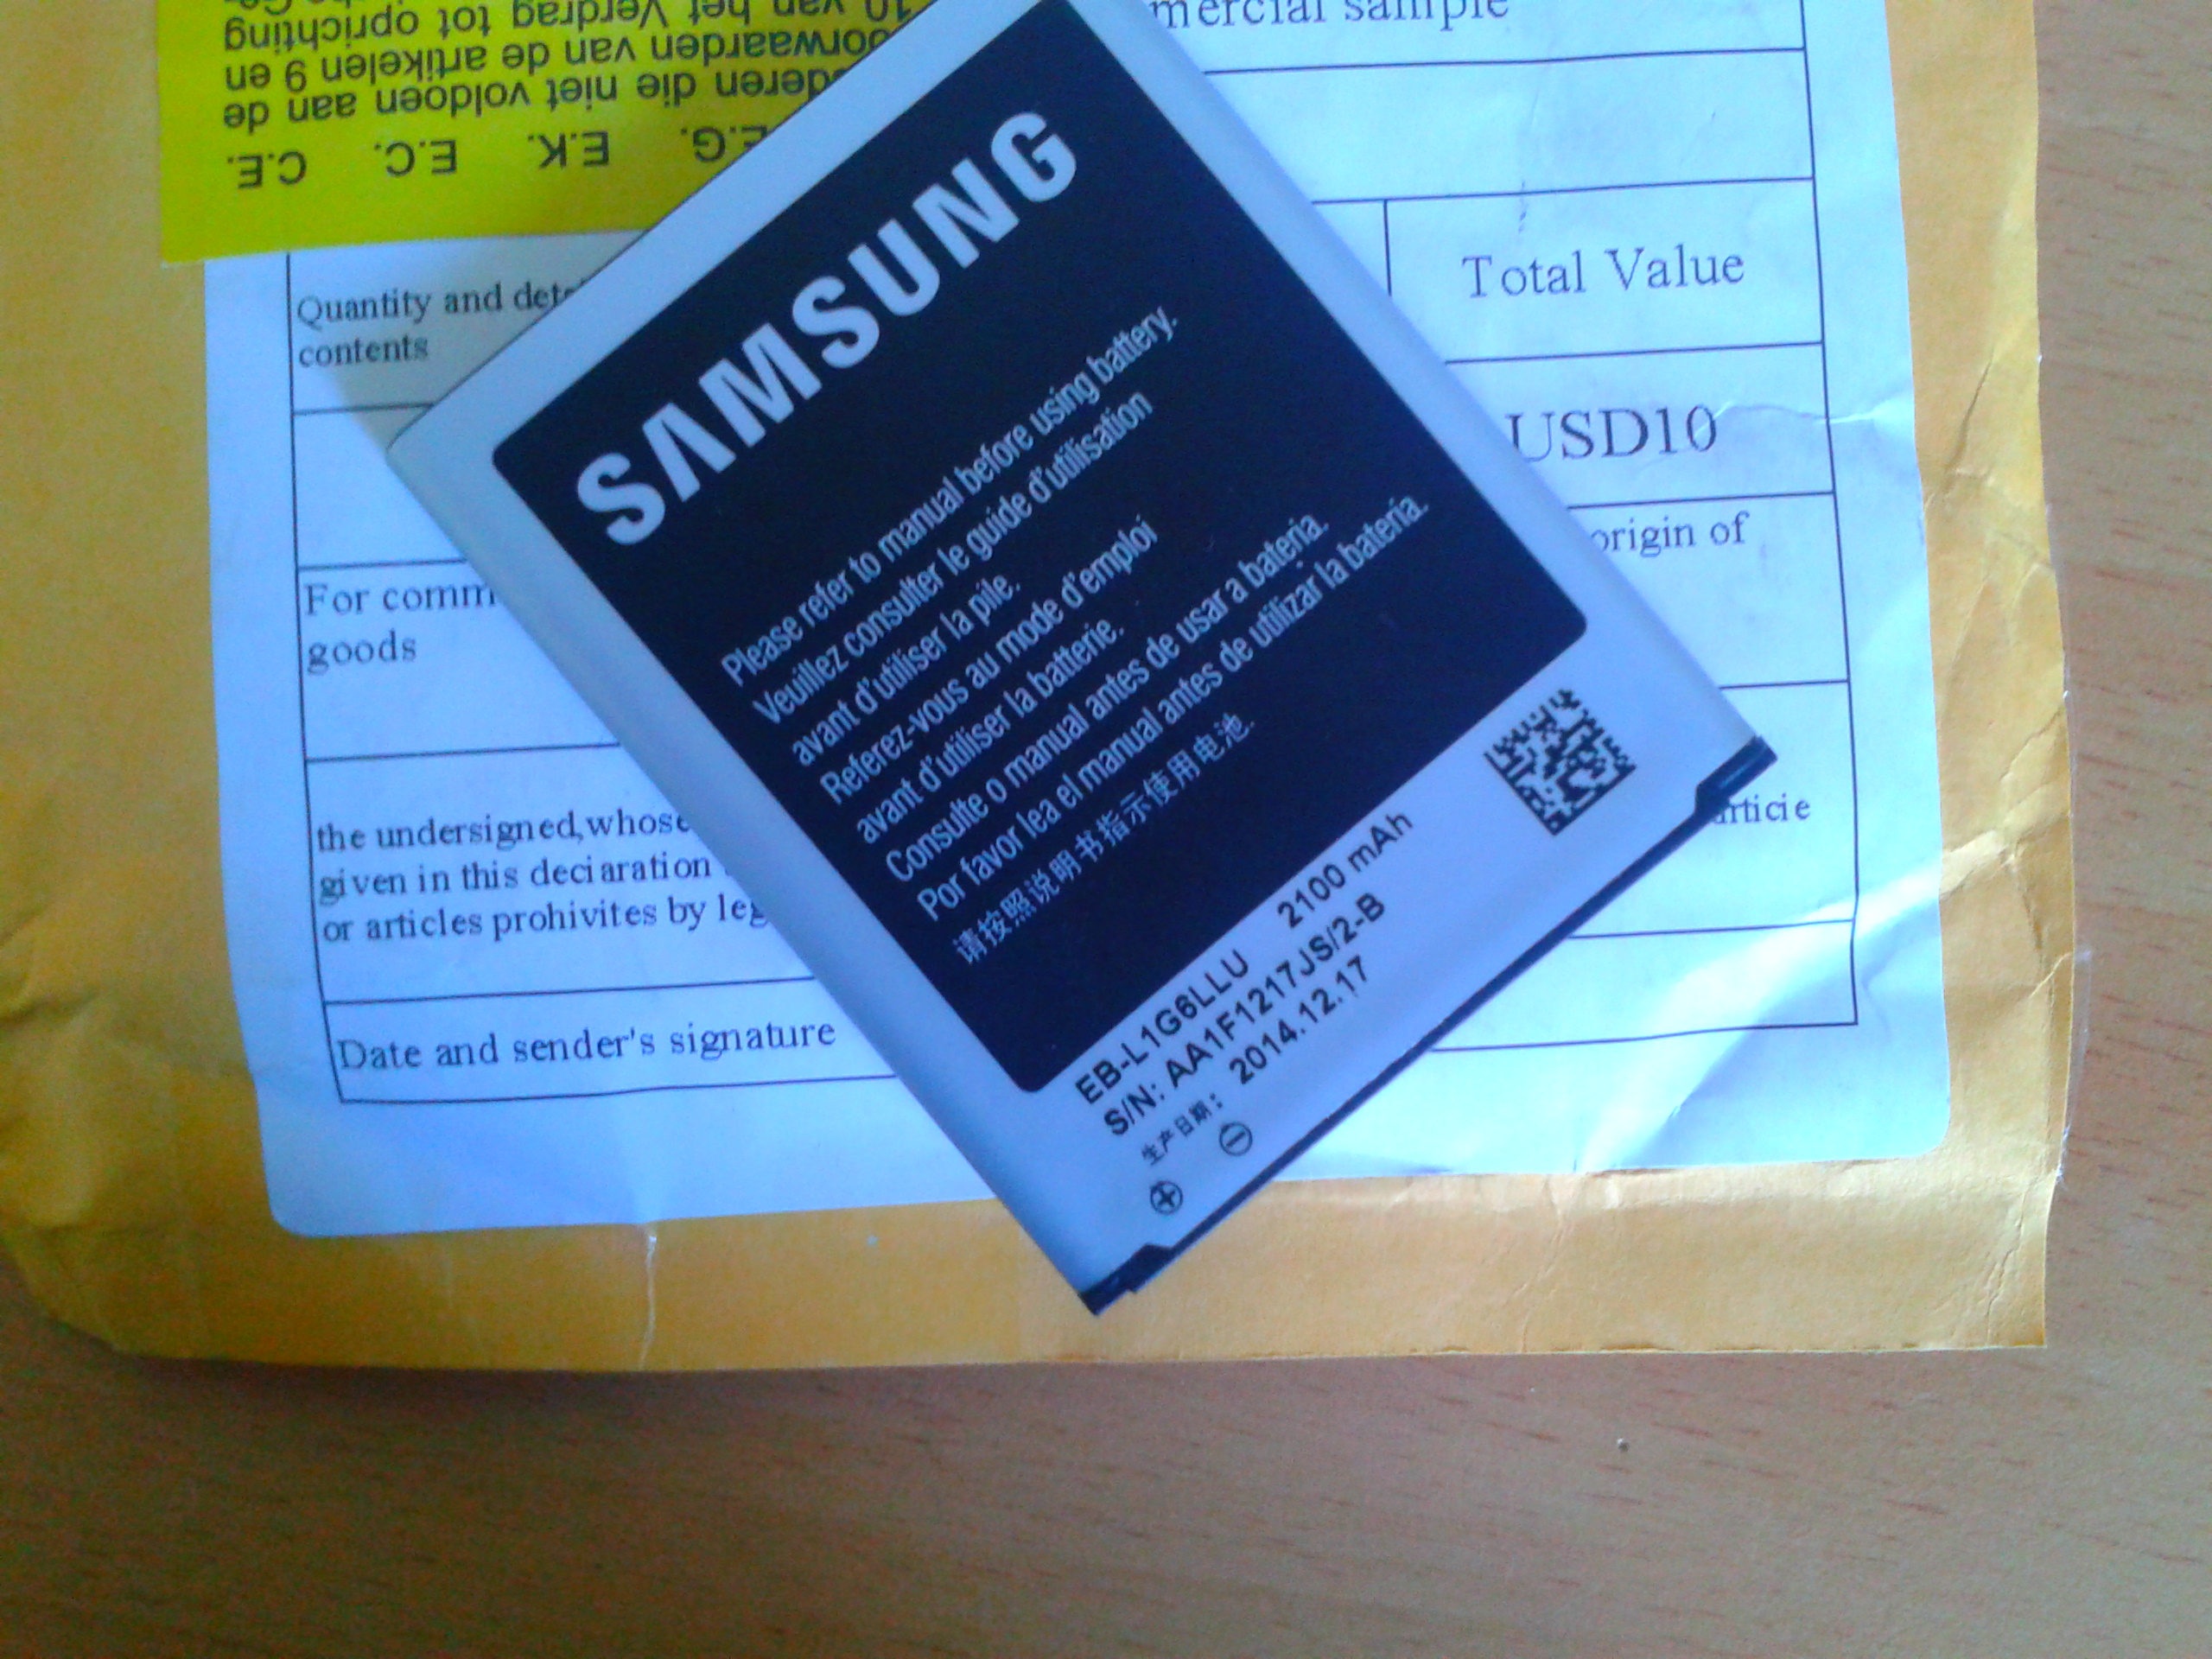 mercial sample
C.E. E.C. E.K. E.G.
deren die niet voldoen aan de
oorwaarden van de artikelen 9 en
10 van het Verdrag tot oprichting
Quantity and deta
contents
Total Value
USD10
For comm
goods
origin of
the undersigned,whose
given in this deciaration
or articles prohivites by leg
articie
Date and sender's signature
SAMSUNG
Please refer to manual before using battery.
Veuillez consulter le guide d'utilisation
avant d'utiliser la pile.
Referez-vous au mode d'emploi
avant d'utiliser la batterie.
Consulte o manual antes de usar a bateria.
Por favor lea el manual antes de utilizar la batería.
请按照说明书指示使用电池.
EB-L1G6LLU 2100 mAh
S/N: AA1F1217JS/2-B
生产日期: 2014.12.17